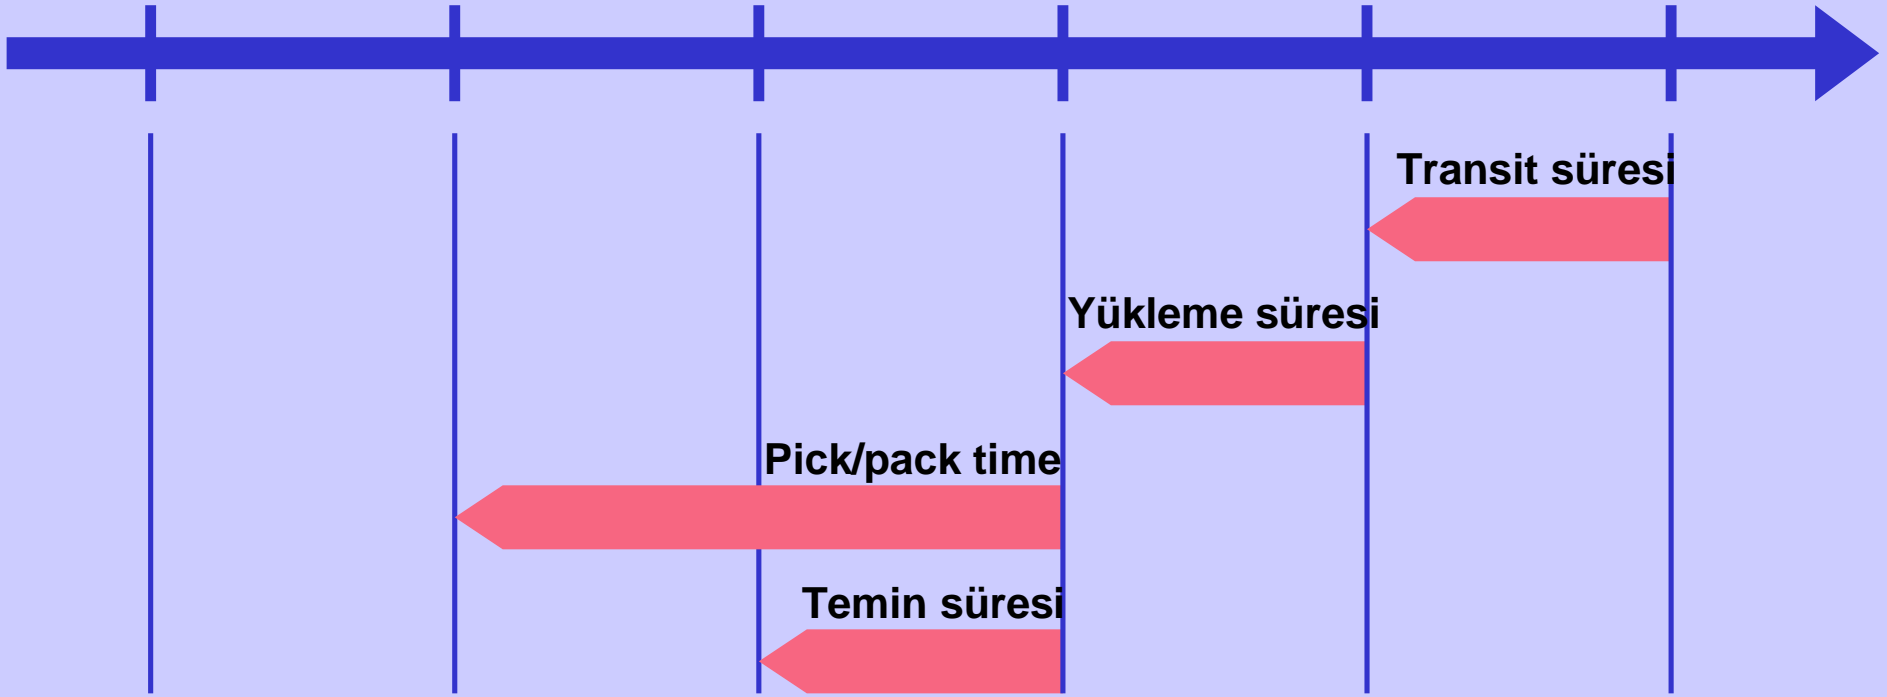 Transit süresi
Yükleme süresi
Pick/pack time
Temin süresi